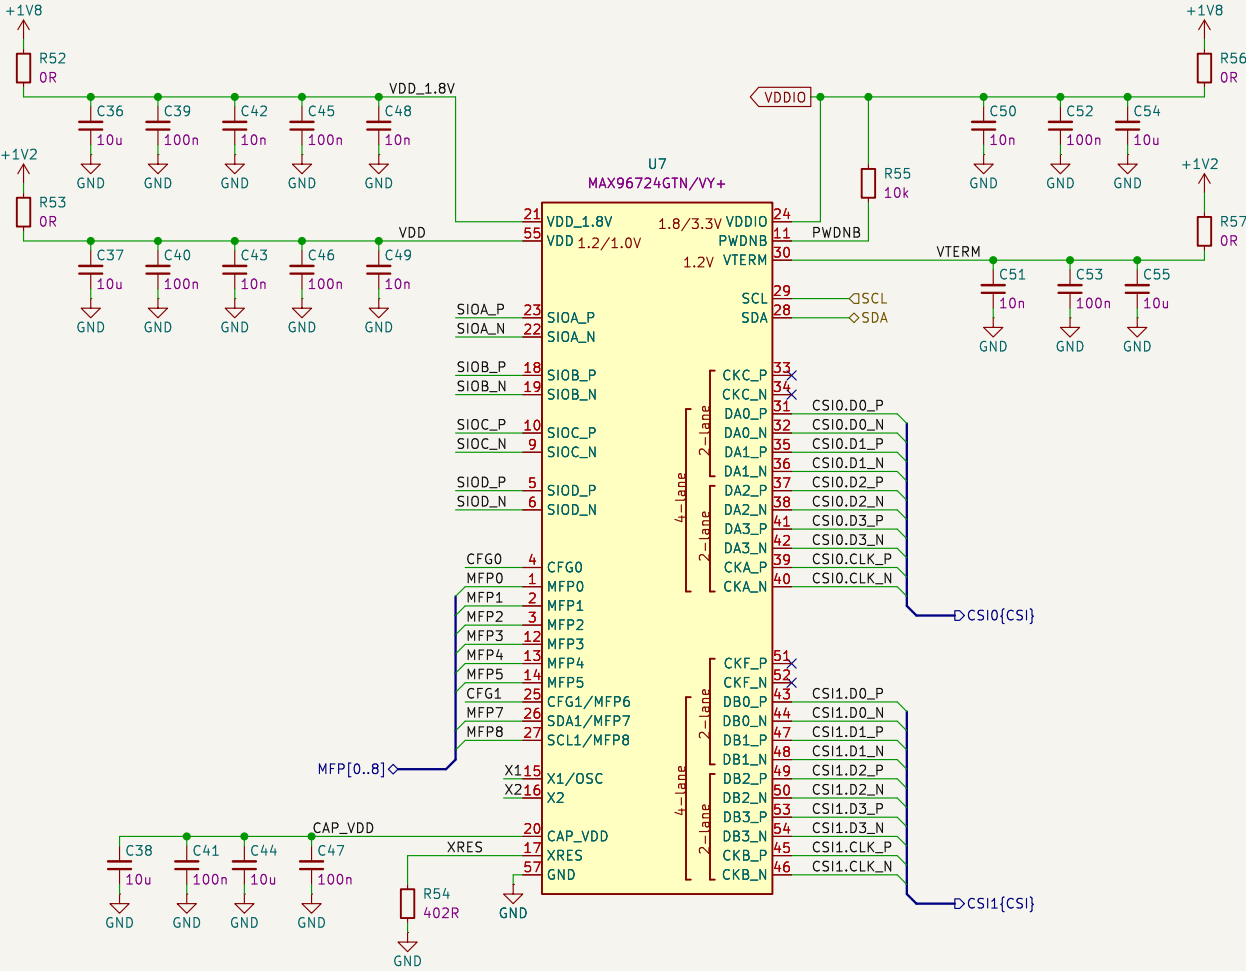 +1V8
R52
0R
VDD_1.8V
C36
10u
GND
C39
100n
GND
C42
10n
GND
C45
100n
GND
C48
10n
GND
+1V2
R53
0R
VDD
C37
10u
GND
C40
100n
GND
C43
10n
GND
C46
100n
GND
C49
10n
GND
+1V8
R56
0R
VDDIO
C50
10n
GND
C52
100n
GND
C54
10u
GND
R55
10k
PWDNB
+1V2
R57
0R
VTERM
C51
10n
GND
C53
100n
GND
C55
10u
GND
U7
MAX96724GTN/VY+
21 VDD_1.8V
55 VDD 1.2/1.0V
1.8/3.3V VDDIO 24
PWDNB 11
1.2V VTERM 30
SCL 29 SCL
SDA 28 SDA
SIOA_P 23 SIOA_P
SIOA_N 22 SIOA_N
SIOB_P 18 SIOB_P
SIOB_N 19 SIOB_N
SIOC_P 10 SIOC_P
SIOC_N 9 SIOC_N
SIOD_P 5 SIOD_P
SIOD_N 6 SIOD_N
CFG0 4 CFG0
MFP0 1 MFP0
MFP1 2 MFP1
MFP2 3 MFP2
MFP3 12 MFP3
MFP4 13 MFP4
MFP5 14 MFP5
CFG1 25 CFG1/MFP6
MFP7 26 SDA1/MFP7
MFP8 27 SCL1/MFP8
MFP[0..8]
X1 15 X1/OSC
X2 16 X2
CAP_VDD 20 CAP_VDD
XRES 17 XRES
57 GND
GND
C38
10u
GND
C41
100n
GND
C44
10u
GND
C47
100n
GND
R54
402R
GND
CKC_P 33
CKC_N 34
DA0_P 31 CSI0.D0_P
DA0_N 32 CSI0.D0_N
DA1_P 35 CSI0.D1_P
DA1_N 36 CSI0.D1_N
DA2_P 37 CSI0.D2_P
DA2_N 38 CSI0.D2_N
DA3_P 41 CSI0.D3_P
DA3_N 42 CSI0.D3_N
CKA_P 39 CSI0.CLK_P
CKA_N 40 CSI0.CLK_N
2-lane
4-lane
2-lane
CSI0{CSI}
CKF_P 51
CKF_N 52
DB0_P 43 CSI1.D0_P
DB0_N 44 CSI1.D0_N
DB1_P 47 CSI1.D1_P
DB1_N 48 CSI1.D1_N
DB2_P 49 CSI1.D2_P
DB2_N 50 CSI1.D2_N
DB3_P 53 CSI1.D3_P
DB3_N 54 CSI1.D3_N
CKB_P 45 CSI1.CLK_P
CKB_N 46 CSI1.CLK_N
2-lane
4-lane
2-lane
CSI1{CSI}